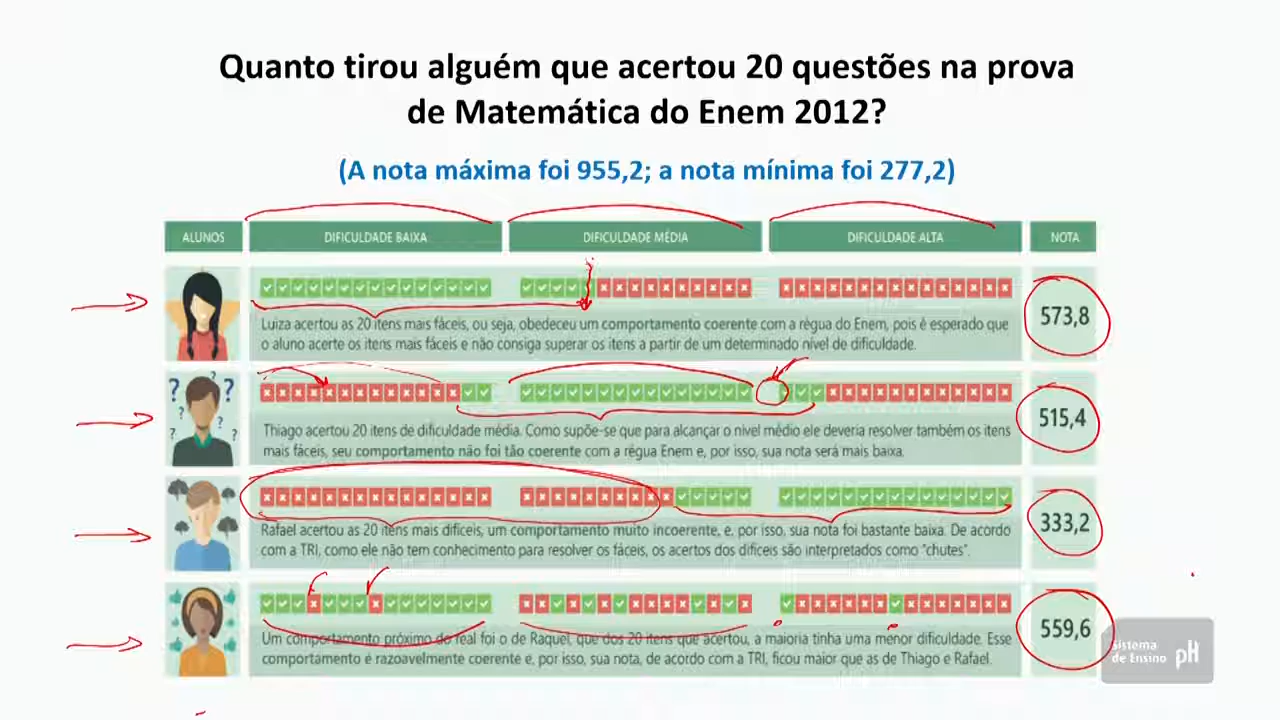 Quanto tirou alguém que acertou 20 questões na prova
de Matemática do Enem 2012?
(A nota máxima foi 955,2; a nota mínima foi 277,2)
ALUNOS DIFICULDADE BAIXA DIFICULDADE MÉDIA DIFICULDADE ALTA NOTA
573,8
Luiza acertou as 20 itens mais fáceis, ou seja, obedeceu um comportamento coerente com a régua do Enem, pois é esperado que
o aluno acerte os itens mais fáceis e não consiga superar os itens a partir de um determinado nível de dificuldade.
? ? ? ? ?
515,4
Thiago acertou 20 itens de dificuldade média. Como supõe-se que para alcançar o nível médio ele deveria resolver também os itens
mais fáceis, seu comportamento não foi tão coerente com a régua Enem e, por isso, sua nota será mais baixa.
333,2
Rafael acertou as 20 itens mais difíceis, um comportamento muito incoerente, e, por isso, sua nota foi bastante baixa. De acordo
com a TRI, como ele não tem conhecimento para resolver os fáceis, os acertos dos difíceis são interpretados como "chutes".
559,6
Um comportamento próximo do real foi o de Raquel, que dos 20 itens que acertou, a maioria tinha uma menor dificuldade. Esse
comportamento é razoavelmente coerente e, por isso, sua nota, de acordo com a TRI, ficou maior que as de Thiago e Rafael.
Sistema
de Ensino pH